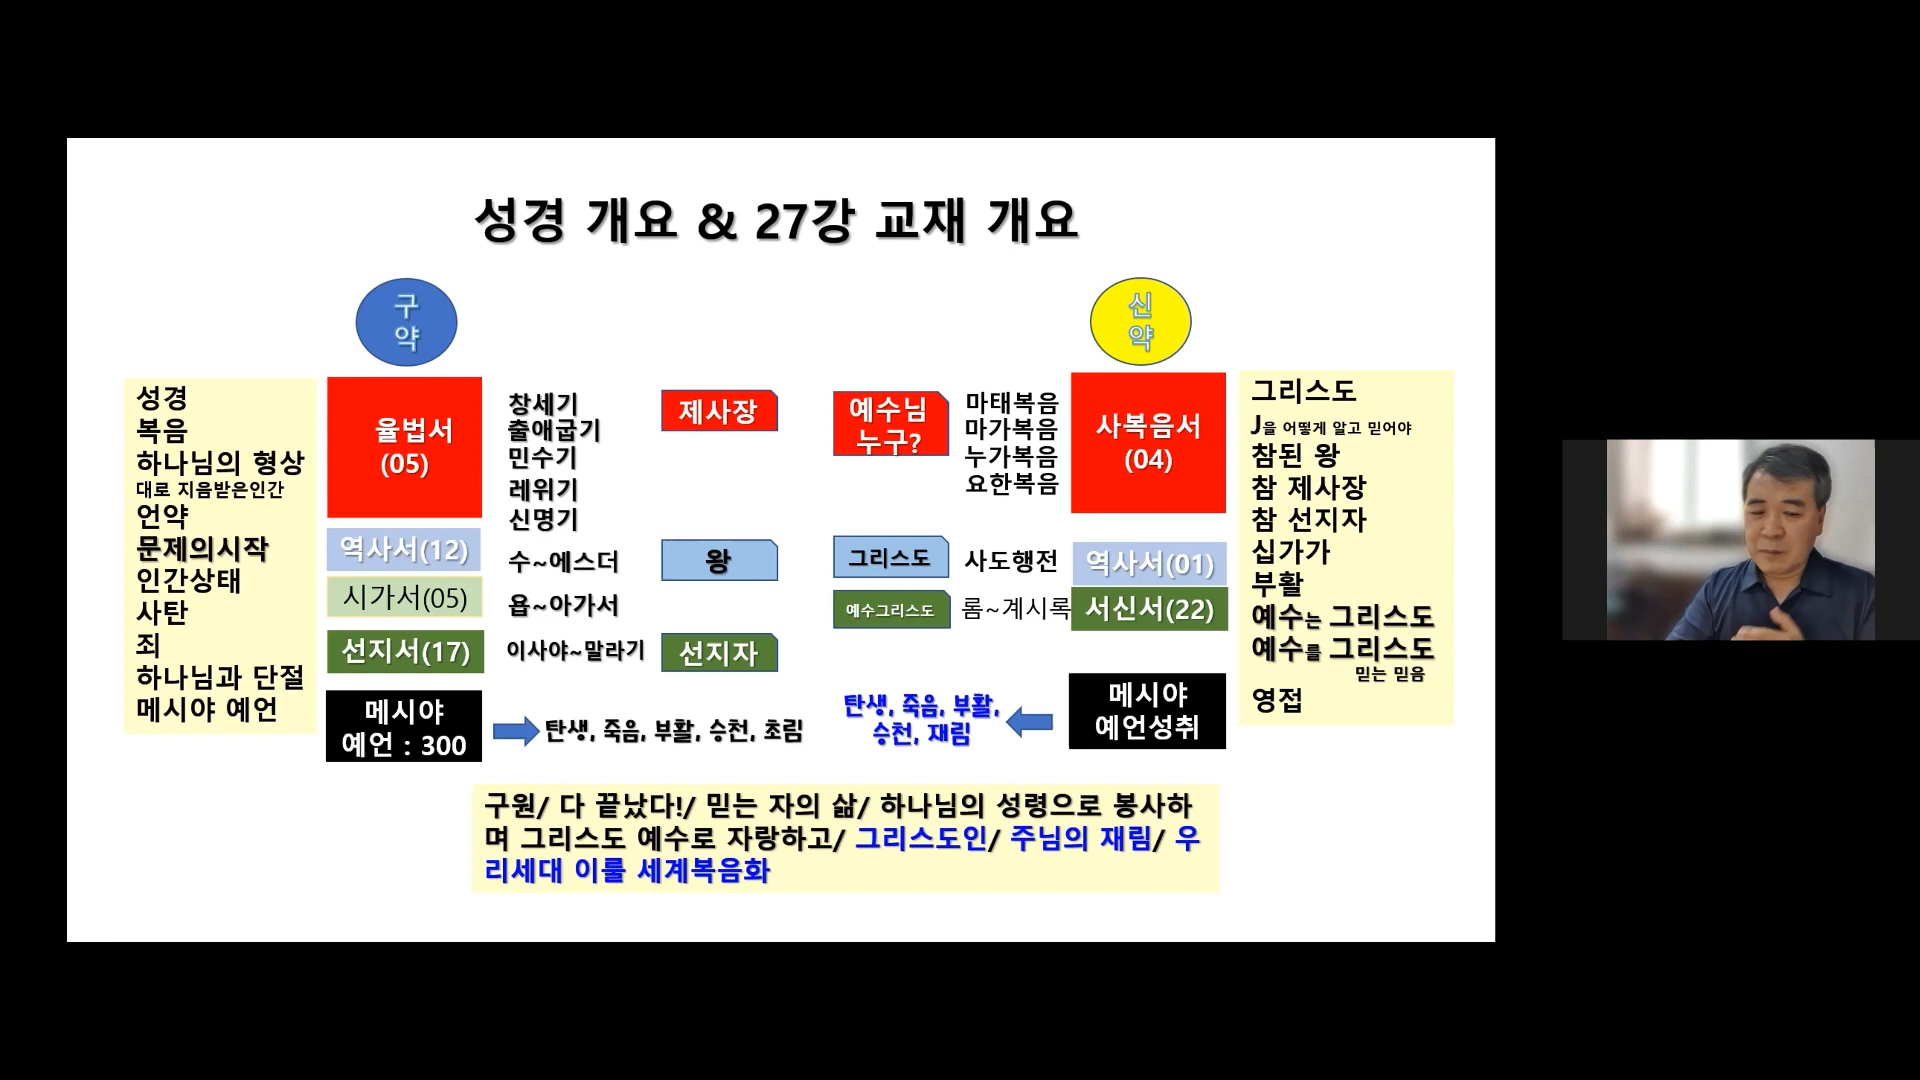 성경 개요 & 27강 교재 개요
구
약
신
약
성경
복음
하나님의 형상
대로 지음받은인간
언약
문제의시작
인간상태
사탄
죄
하나님과 단절
메시야 예언
율법서
(05)
역사서(12)
시가서(05)
선지서(17)
메시야
예언 : 300
창세기
출애굽기
민수기
레위기
신명기
수~에스더
욥~아가서
이사야~말라기
탄생, 죽음, 부활, 승천, 초림
제사장
왕
선지자
예수님
누구?
그리스도
예수그리스도
탄생, 죽음, 부활,
승천, 재림
마태복음
마가복음
누가복음
요한복음
사도행전
롬~계시록
사복음서
(04)
역사서(01)
서신서(22)
메시야
예언성취
그리스도
J을 어떻게 알고 믿어야
참된 왕
참 제사장
참 선지자
십가가
부활
예수는 그리스도
예수를 그리스도
믿는 믿음
영접
구원/ 다 끝났다!/ 믿는 자의 삶/ 하나님의 성령으로 봉사하
며 그리스도 예수로 자랑하고/ 그리스도인/ 주님의 재림/ 우
리세대 이룰 세계복음화